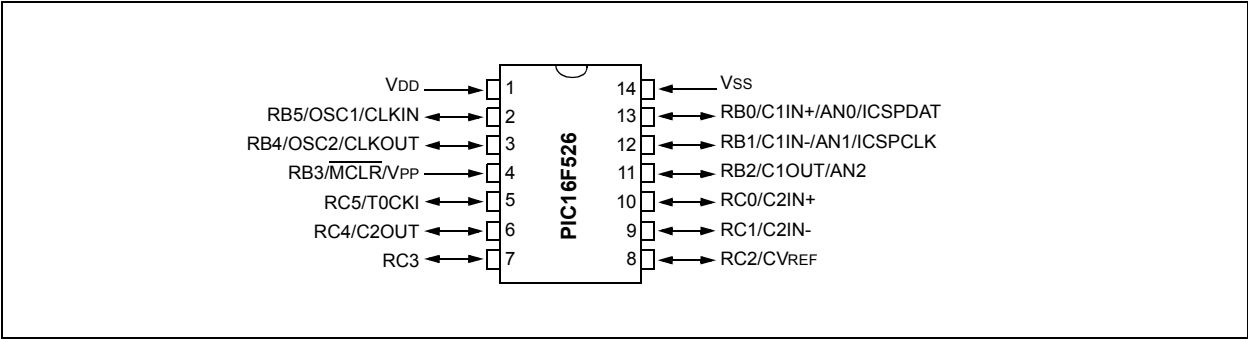 VDD
RB5/OSC1/CLKIN
RB4/OSC2/CLKOUT
RB3/MCLR/VPP
RC5/T0CKI
RC4/C2OUT
RC3
1
2
3
4
5
6
7
PIC16F526
14
13
12
11
10
9
8
VSS
RB0/C1IN+/AN0/ICSPDAT
RB1/C1IN-/AN1/ICSPCLK
RB2/C1OUT/AN2
RC0/C2IN+
RC1/C2IN-
RC2/CVREF